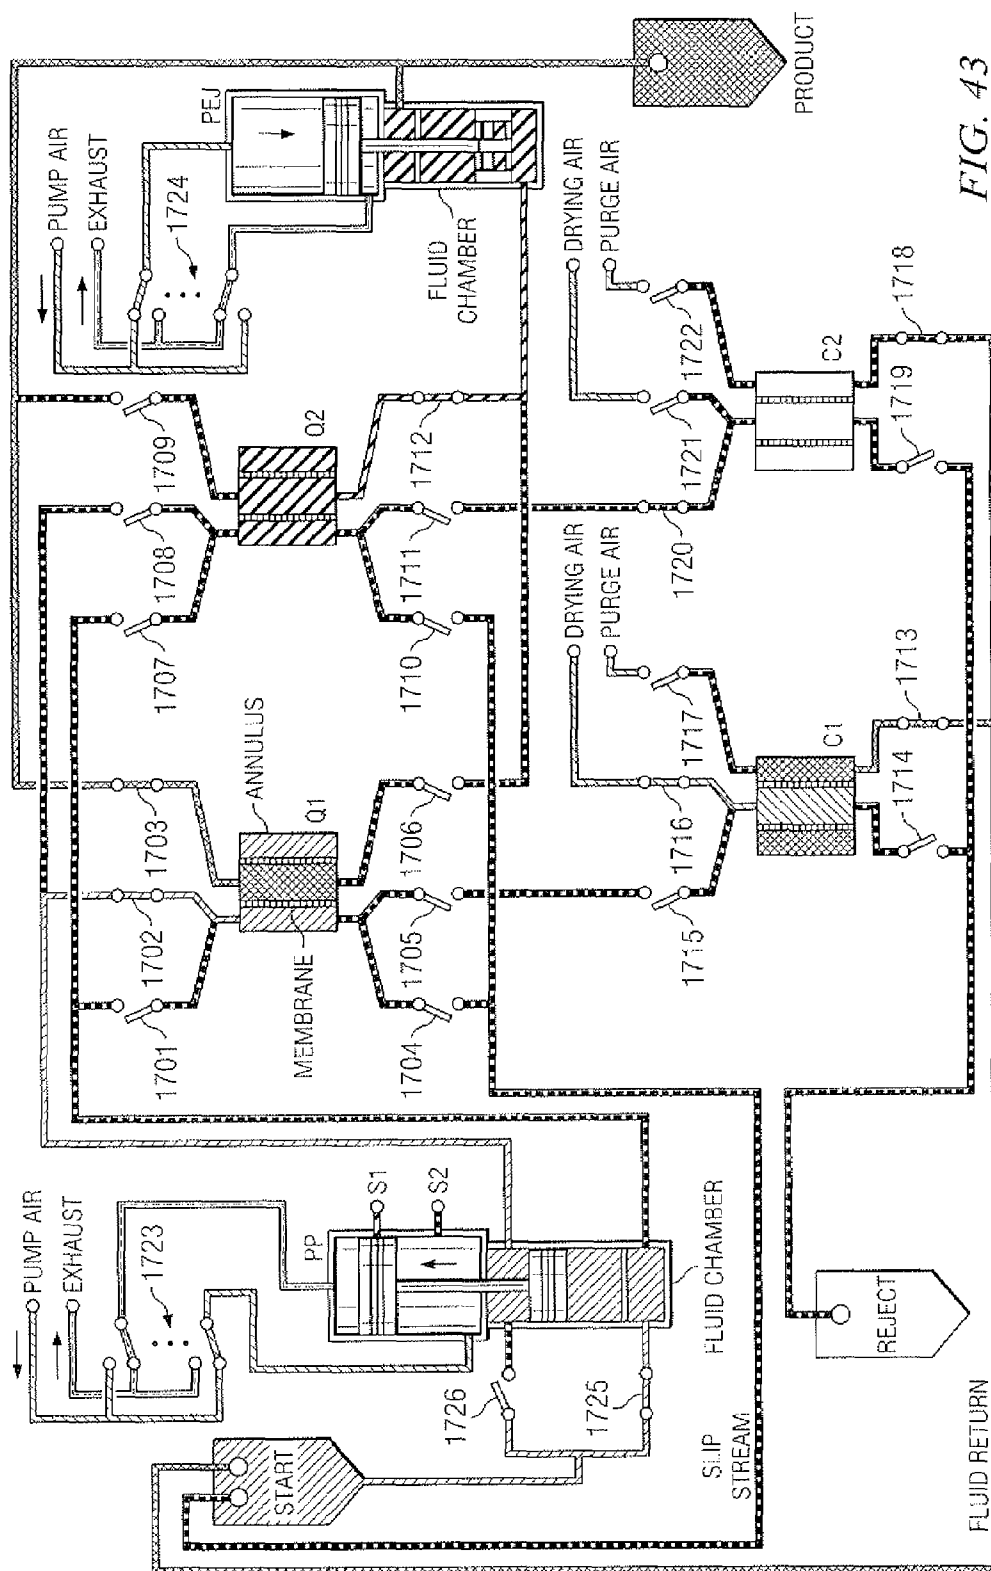 PUMP AIR
EXHAUST
1723
START
1726
1725
SLIP
STREAM
PP
S1
S2
FLUID CHAMBER
REJECT
FLUID RETURN
1701
1702
1703
ANNULUS
MEMBRANE
Q1
1704
1705
1706
1707
1708
1709
Q2
1710
1711
1712
PUMP AIR
EXHAUST
1724
PEJ
FLUID
CHAMBER
PRODUCT
DRYING AIR
PURGE AIR
1715
1716
1717
C1
1714
1713
DRYING AIR
PURGE AIR
1720
1721
1722
C2
1719
1718
FIG. 43